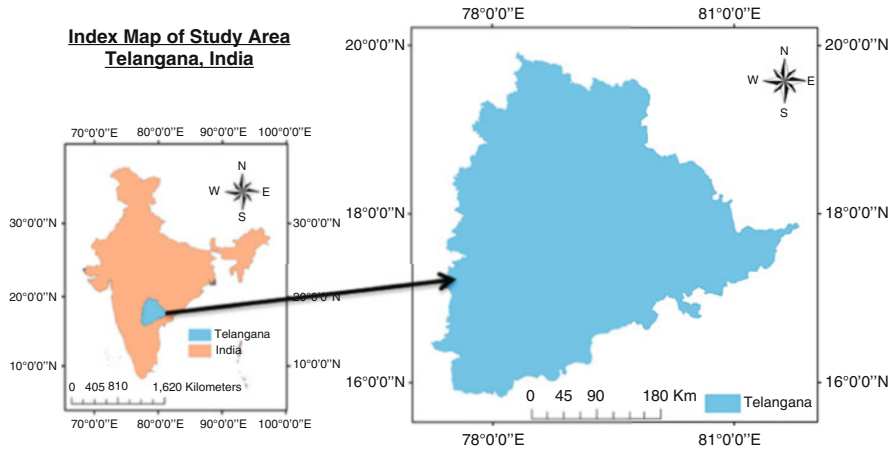 Index Map of Study Area
Telangana, India
70°0'0"E 80°0'0"E 90°0'0"E 100°0'0"E
N
W E
S
30°0'0"N 30°0'0"N
20°0'0"N 20°0'0"N
10°0'0"N 10°0'0"N
Telangana
India
0 405 810 1,620 Kilometers
70°0'0"E 80°0'0"E 90°0'0"E 100°0'0"E
78°0'0"E 81°0'0"E
20°0'0"N 20°0'0"N
N
W E
S
18°0'0"N 18°0'0"N
16°0'0"N 16°0'0"N
0 45 90 180 Km
Telangana
78°0'0"E 81°0'0"E